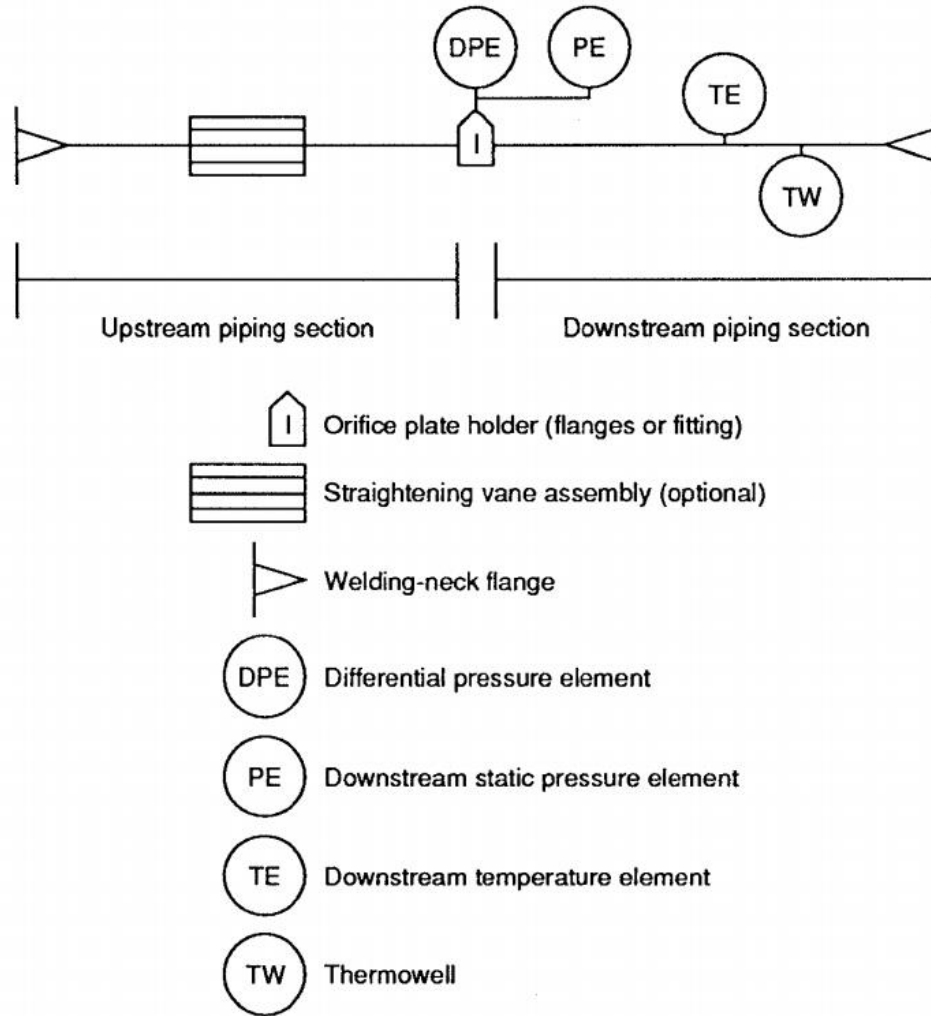 DPE
PE
TE
I
TW
Upstream piping section
Downstream piping section
I Orifice plate holder (flanges or fitting)
Straightening vane assembly (optional)
Welding-neck flange
DPE Differential pressure element
PE Downstream static pressure element
TE Downstream temperature element
TW Thermowell